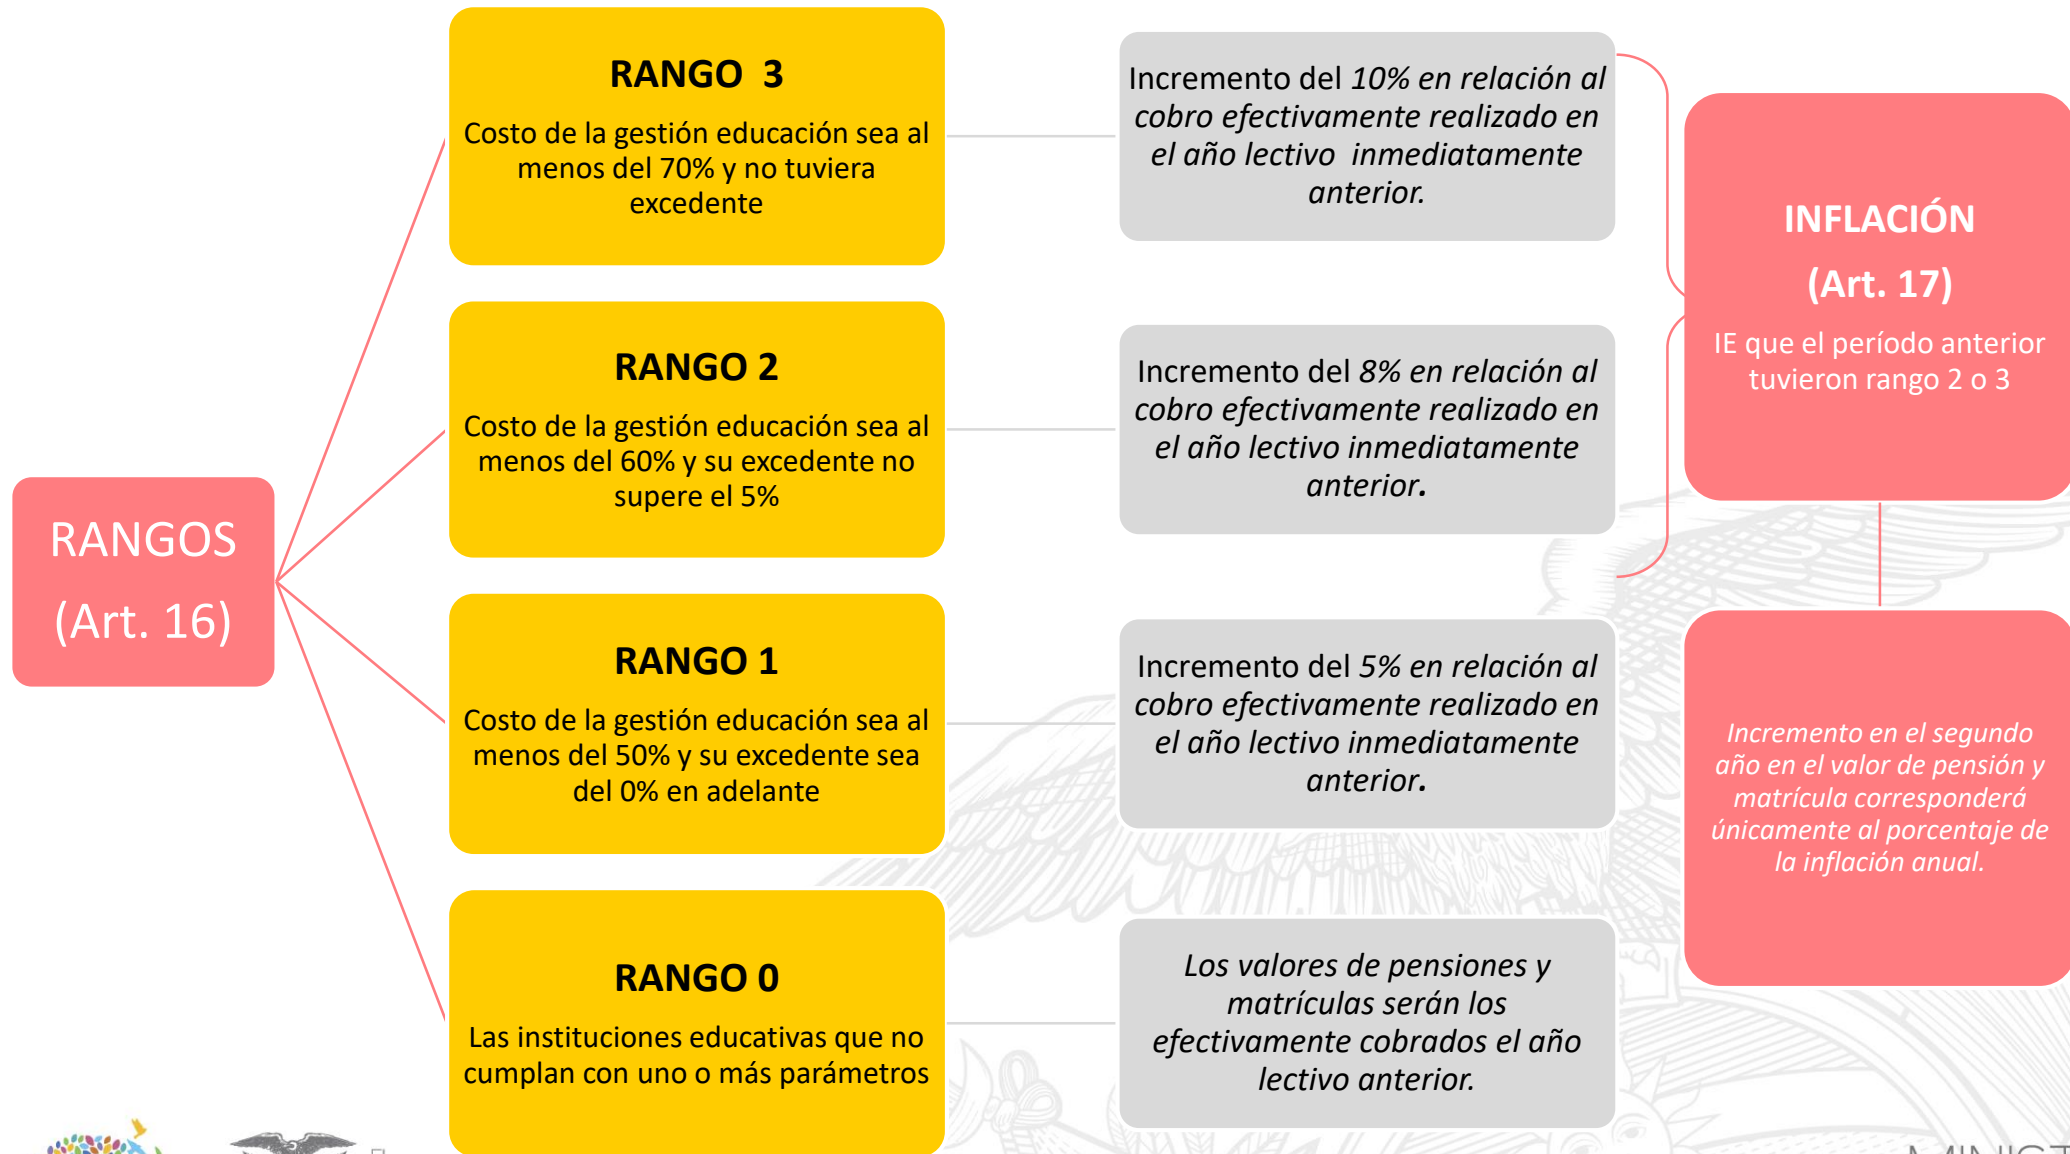 RANGOS
(Art. 16)
RANGO 3
Costo de la gestión educación sea al
menos del 70% y no tuviera
excedente
Incremento del 10% en relación al
cobro efectivamente realizado en
el año lectivo inmediatamente
anterior.
RANGO 2
Costo de la gestión educación sea al
menos del 60% y su excedente no
supere el 5%
Incremento del 8% en relación al
cobro efectivamente realizado en
el año lectivo inmediatamente
anterior.
RANGO 1
Costo de la gestión educación sea al
menos del 50% y su excedente sea
del 0% en adelante
Incremento del 5% en relación al
cobro efectivamente realizado en
el año lectivo inmediatamente
anterior.
RANGO 0
Las instituciones educativas que no
cumplan con uno o más parámetros
Los valores de pensiones y
matrículas serán los
efectivamente cobrados el año
lectivo anterior.
INFLACIÓN
(Art. 17)
IE que el período anterior
tuvieron rango 2 o 3
Incremento en el segundo
año en el valor de pensión y
matrícula corresponderá
únicamente al porcentaje de
la inflación anual.